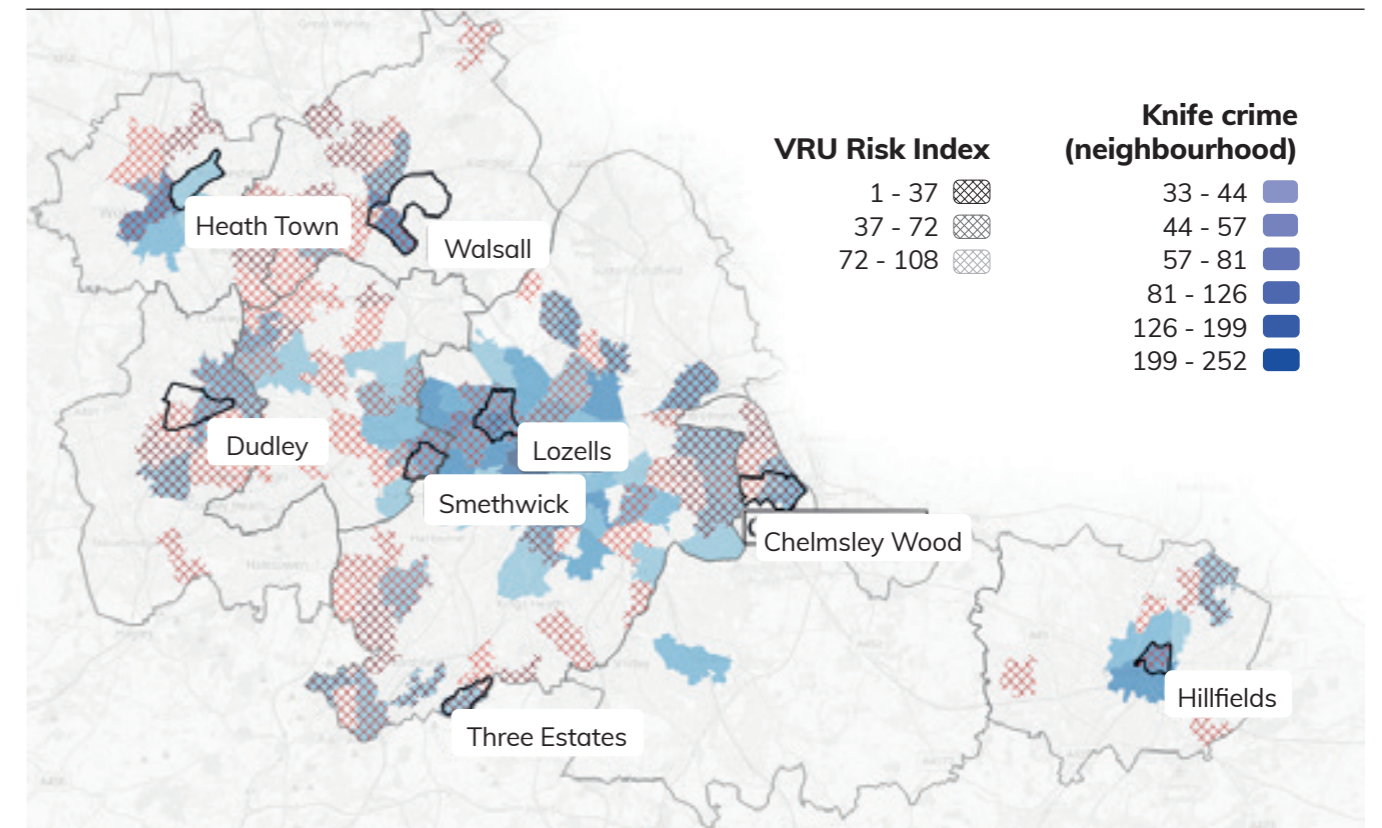 Knife crime
(neighbourhood)
VRU Risk Index
1 - 37
37 - 72
72 - 108
33 - 44
44 - 57
57 - 81
81 - 126
126 - 199
199 - 252
Heath Town
Walsall
Dudley
Lozells
Smethwick
Chelmsley Wood
Hillfields
Three Estates